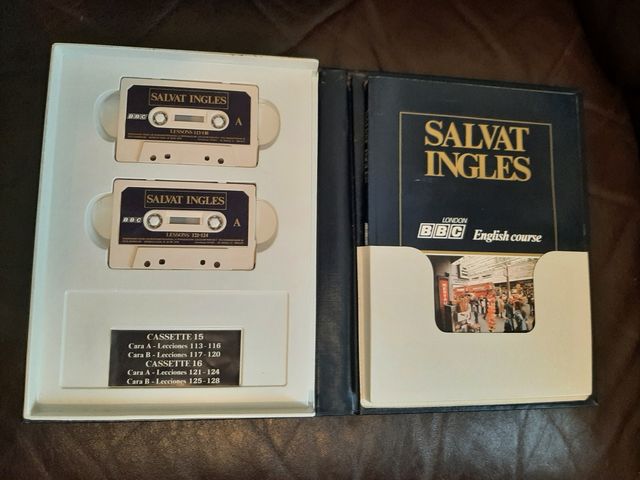 SALVAT INGLES
BBC
A
LESSONS 113-116
SALVAT INGLES
BBC
A
LESSONS 121-124
CASSETTE 15
Cara A - Lecciones 113-116
Cara B - Lecciones 117-120
CASSETTE 16
Cara A - Lecciones 121-124
Cara B - Lecciones 125-128
SALVAT
INGLES
LONDON
BBC English course